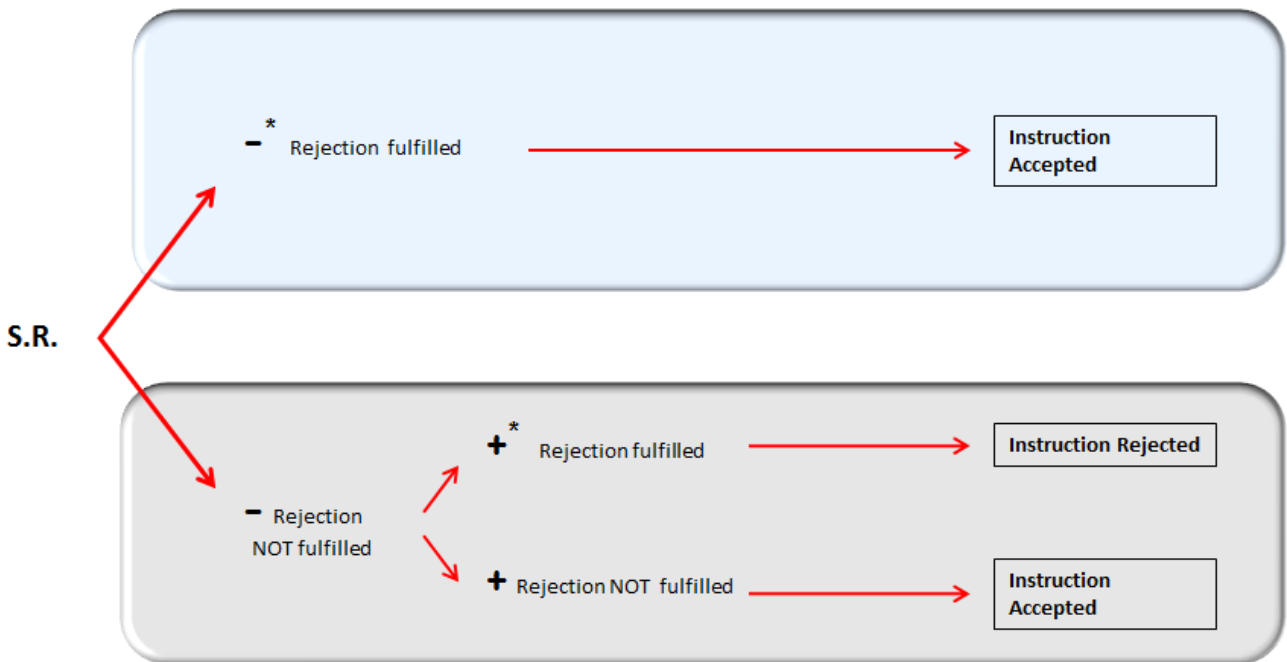 *
− Rejection fulfilled
Instruction
Accepted
S.R.
*
+ Rejection fulfilled
Instruction Rejected
− Rejection
NOT fulfilled
+ Rejection NOT fulfilled
Instruction
Accepted